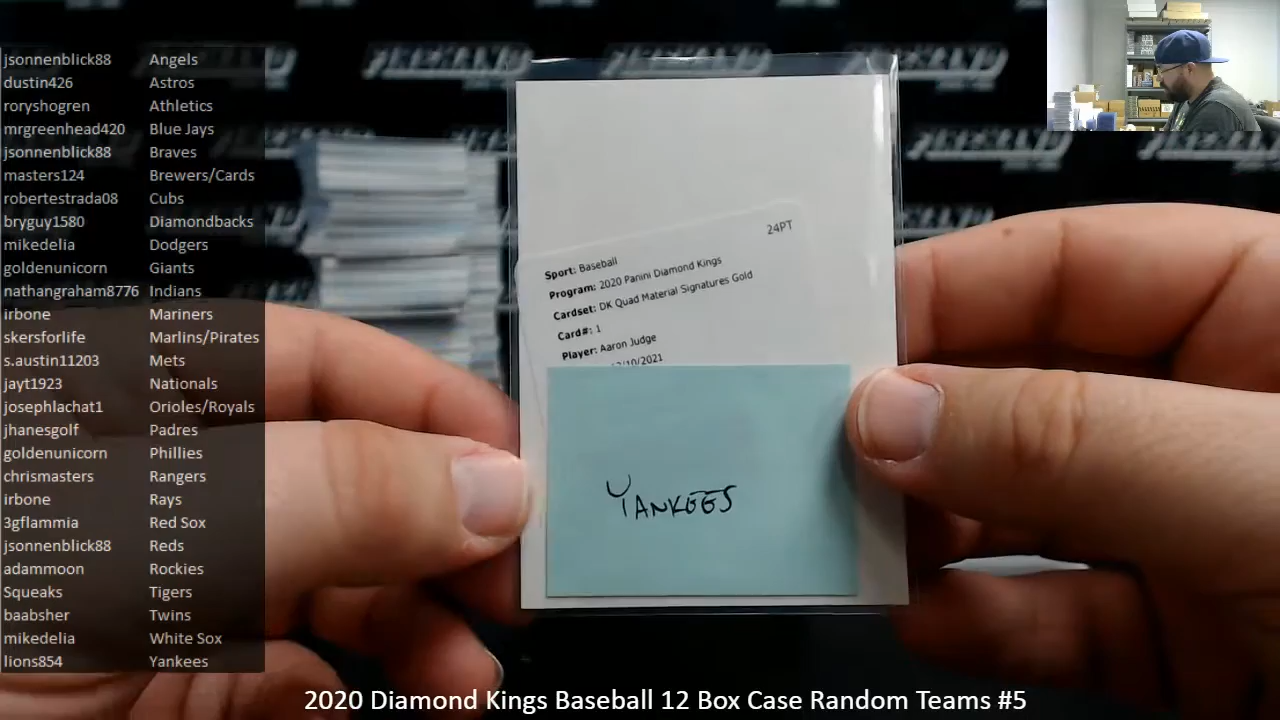 jsonnenblick88 Angels
dustin426 Astros
roryshogren Athletics
mrgreenhead420 Blue Jays
jsonnenblick88 Braves
masters124 Brewers/Cards
robertestrada08 Cubs
bryguy1580 Diamondbacks
mikedelia Dodgers
goldenunicorn Giants
nathangraham8776 Indians
irbone Mariners
skersforlife Marlins/Pirates
s.austin11203 Mets
jayt1923 Nationals
josephlachat1 Orioles/Royals
jhanesgolf Padres
goldenunicorn Phillies
chrismasters Rangers
irbone Rays
3gflammia Red Sox
jsonnenblick88 Reds
adammoon Rockies
Squeaks Tigers
baabsher Twins
mikedelia White Sox
lions854 Yankees
24PT
Sport: Baseball
Program: 2020 Panini Diamond Kings
Cardset: DK Quad Material Signatures Gold
Card#: 1
Player: Aaron Judge
YANKEES
2020 Diamond Kings Baseball 12 Box Case Random Teams #5